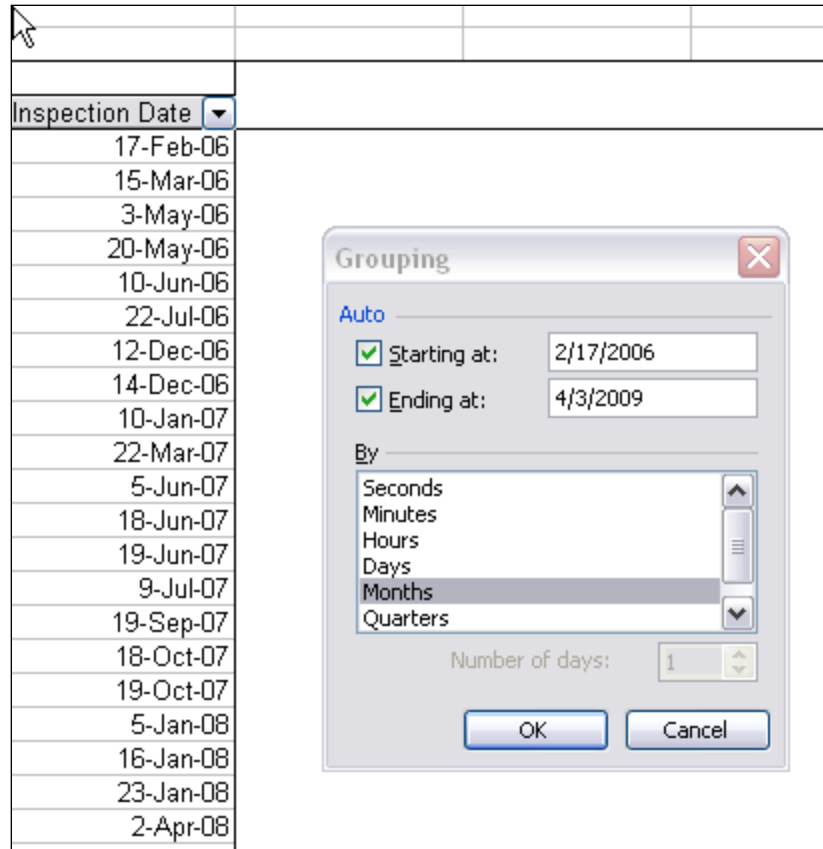 Inspection Date
17-Feb-06
15-Mar-06
3-May-06
20-May-06
10-Jun-06
22-Jul-06
12-Dec-06
14-Dec-06
10-Jan-07
22-Mar-07
5-Jun-07
18-Jun-07
19-Jun-07
9-Jul-07
19-Sep-07
18-Oct-07
19-Oct-07
5-Jan-08
16-Jan-08
23-Jan-08
2-Apr-08
Grouping
Auto
Starting at: 2/17/2006
Ending at: 4/3/2009
By
Seconds
Minutes
Hours
Days
Months
Quarters
Number of days: 1
OK Cancel